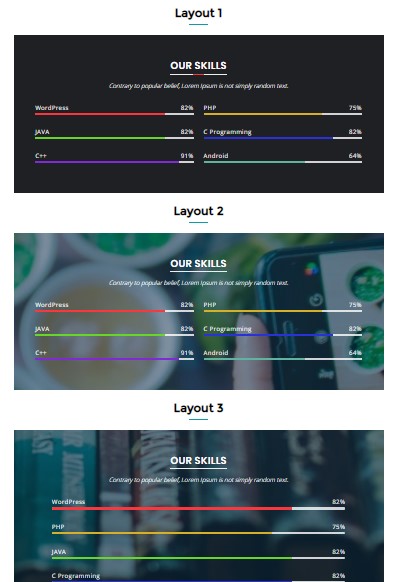 Layout 1
OUR SKILLS
Contrary to popular belief, Lorem Ipsum is not simply random text.
WordPress 82% PHP 75%
JAVA 82% C Programming 82%
C++ 91% Android 64%
Layout 2
OUR SKILLS
Contrary to popular belief, Lorem Ipsum is not simply random text.
WordPress 82% PHP 75%
JAVA 82% C Programming 82%
C++ 91% Android 64%
Layout 3
OUR SKILLS
Contrary to popular belief, Lorem Ipsum is not simply random text.
WordPress 82%
PHP 75%
JAVA 82%
C Programming 82%